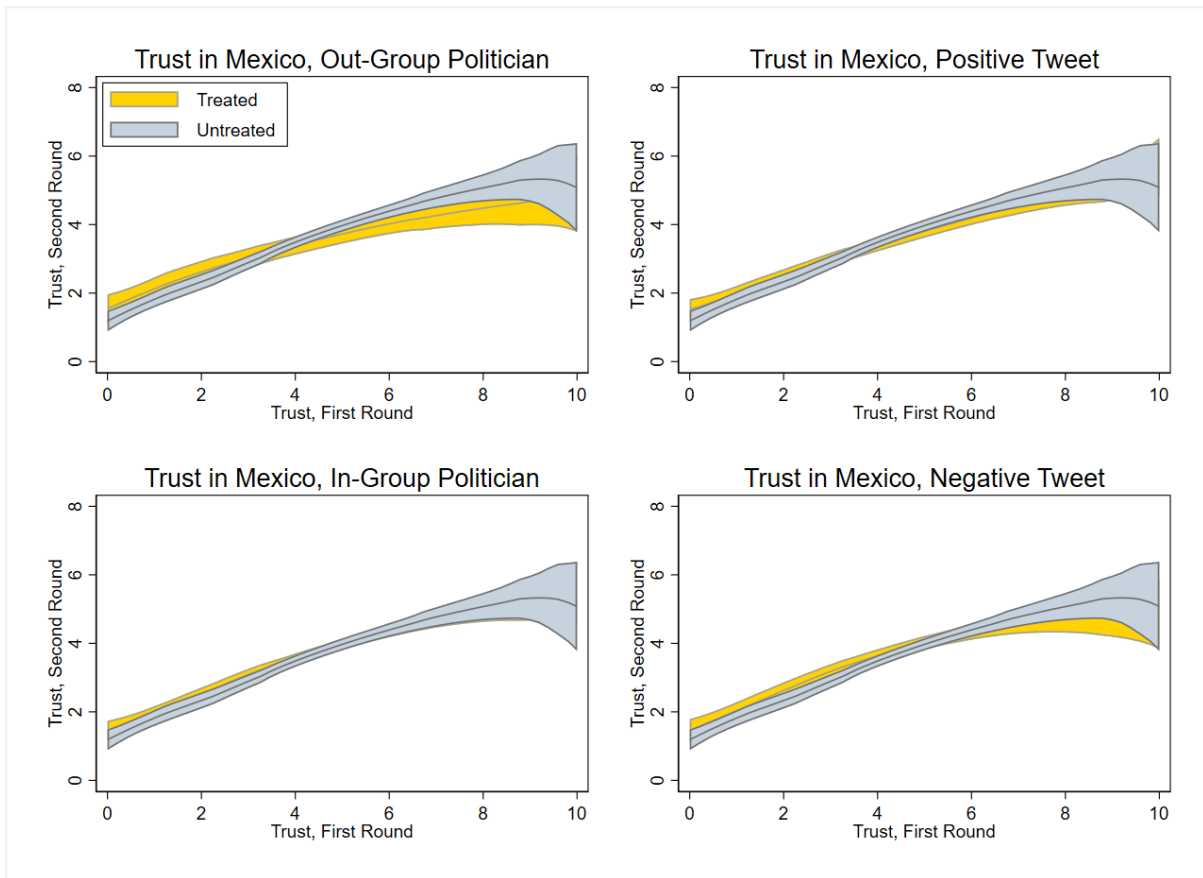 Trust in Mexico, Out-Group Politician
Treated
Untreated
Trust, Second Round
8
6
4
2
0
0 2 4 6 8 10
Trust, First Round
Trust in Mexico, Positive Tweet
Trust, Second Round
8
6
4
2
0
0 2 4 6 8 10
Trust, First Round
Trust in Mexico, In-Group Politician
Trust, Second Round
8
6
4
2
0
0 2 4 6 8 10
Trust, First Round
Trust in Mexico, Negative Tweet
Trust, Second Round
8
6
4
2
0
0 2 4 6 8 10
Trust, First Round